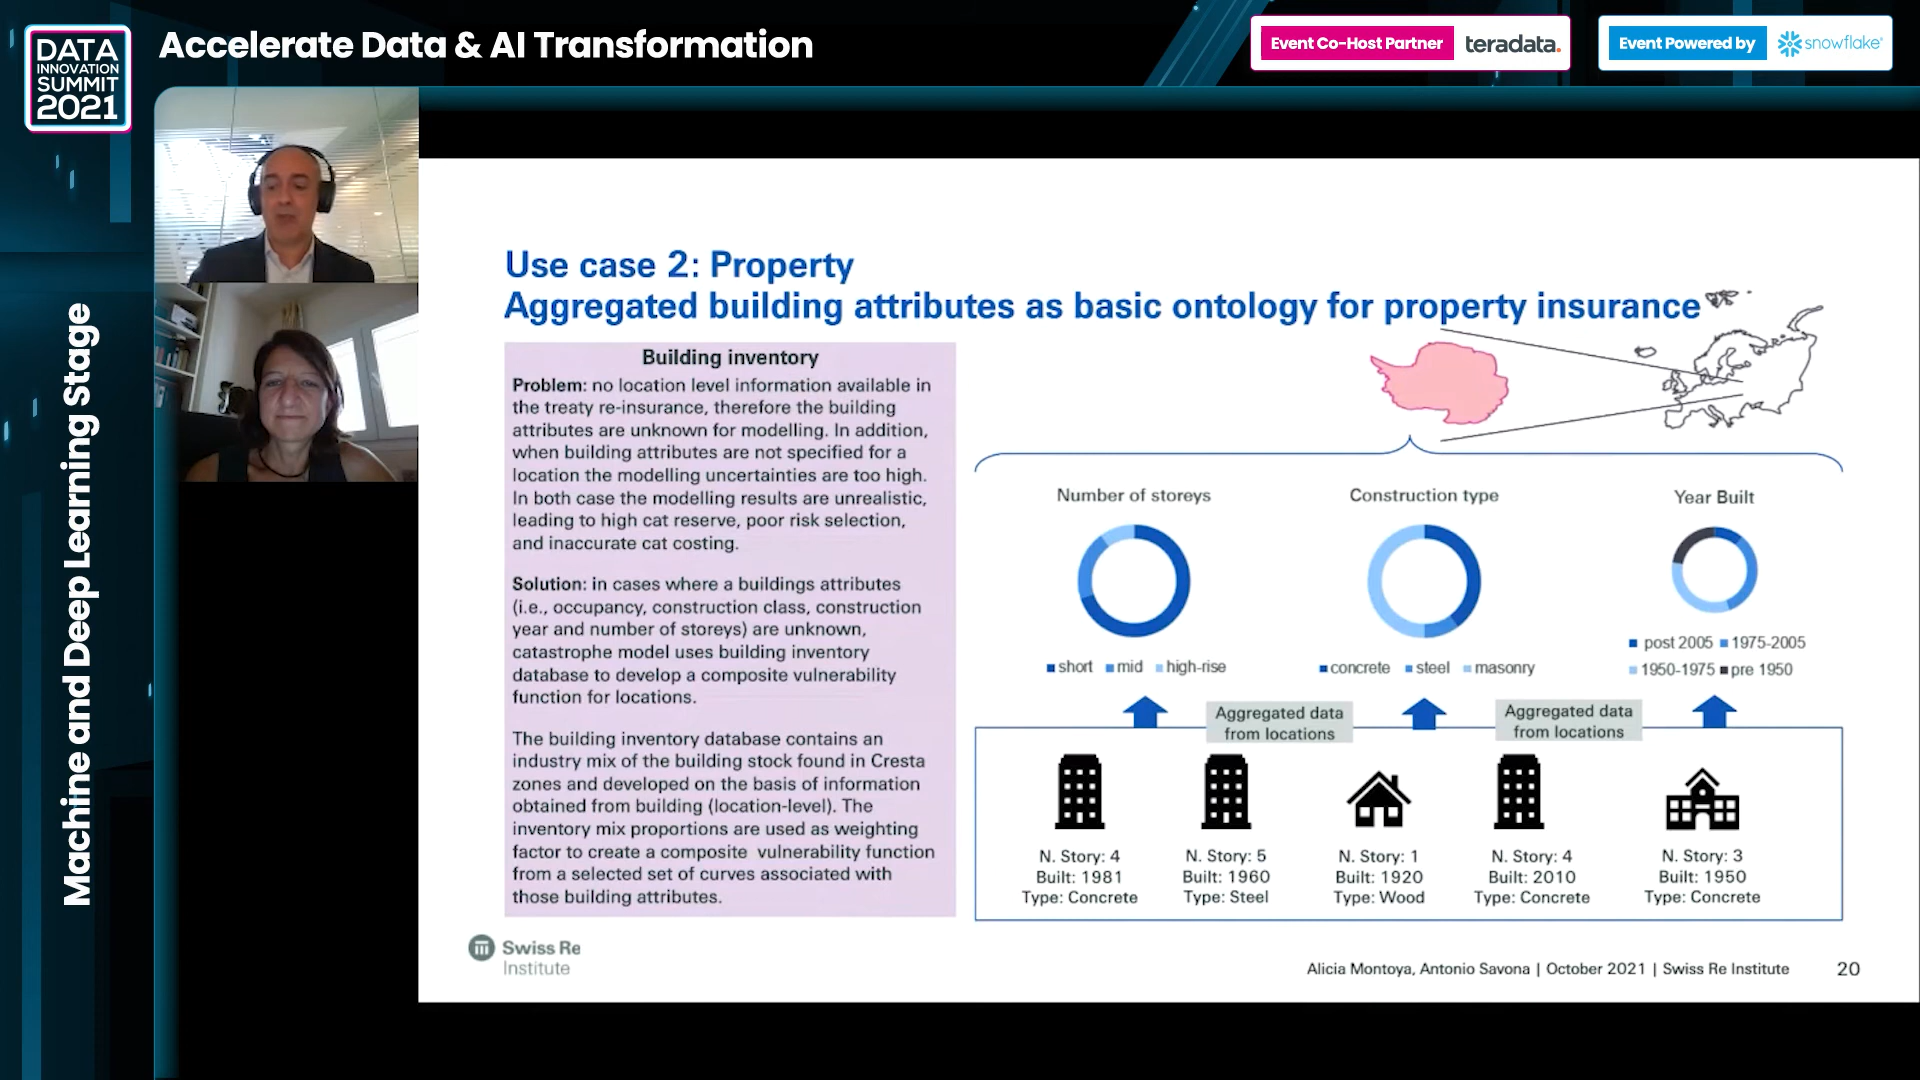 DATA
INNOVATION
SUMMIT
2021
Accelerate Data & AI Transformation
Event Co-Host Partner
teradata.
Event Powered by
snowflake®
Machine and Deep Learning Stage
Use case 2: Property
Aggregated building attributes as basic ontology for property insurance
Building inventory
Problem: no location level information available in
the treaty re-insurance, therefore the building
attributes are unknown for modelling. In addition,
when building attributes are not specified for a
location the modelling uncertainties are too high.
In both case the modelling results are unrealistic,
leading to high cat reserve, poor risk selection,
and inaccurate cat costing.
Solution: in cases where a buildings attributes
(i.e., occupancy, construction class, construction
year and number of storeys) are unknown,
catastrophe model uses building inventory
database to develop a composite vulnerability
function for locations.
The building inventory database contains an
industry mix of the building stock found in Cresta
zones and developed on the basis of information
obtained from building (location-level). The
inventory mix proportions are used as weighting
factor to create a composite vulnerability function
from a selected set of curves associated with
those building attributes.
Number of storeys
short mid high-rise
Construction type
concrete steel masonry
Year Built
post 2005 1975-2005
1950-1975 pre 1950
Aggregated data
from locations
Aggregated data
from locations
N. Story: 4
Built: 1981
Type: Concrete
N. Story: 5
Built: 1960
Type: Steel
N. Story: 1
Built: 1920
Type: Wood
N. Story: 4
Built: 2010
Type: Concrete
N. Story: 3
Built: 1950
Type: Concrete
Swiss Re
Institute
Alicia Montoya, Antonio Savona | October 2021 | Swiss Re Institute
20